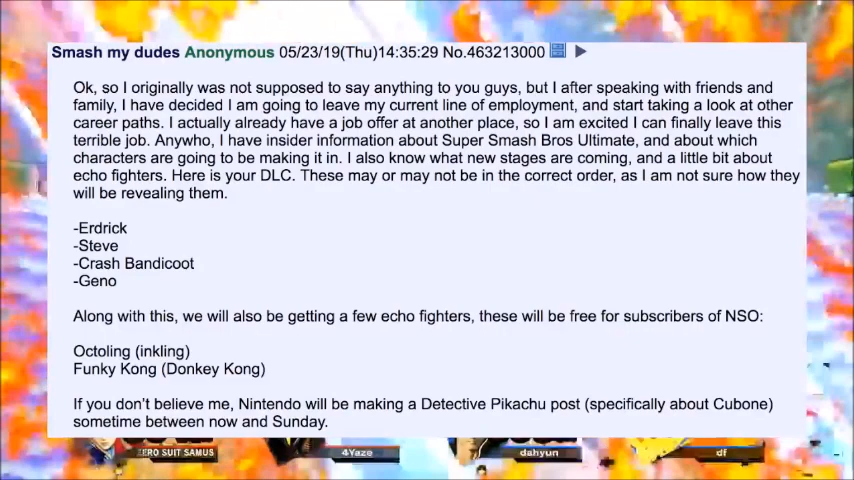 Smash my dudes Anonymous 05/23/19(Thu)14:35:29 No.463213000
Ok, so I originally was not supposed to say anything to you guys, but I after speaking with friends and
family, I have decided I am going to leave my current line of employment, and start taking a look at other
career paths. I actually already have a job offer at another place, so I am excited I can finally leave this
terrible job. Anywho, I have insider information about Super Smash Bros Ultimate, and about which
characters are going to be making it in. I also know what new stages are coming, and a little bit about
echo fighters. Here is your DLC. These may or may not be in the correct order, as I am not sure how they
will be revealing them.
-Erdrick
-Steve
-Crash Bandicoot
-Geno
Along with this, we will also be getting a few echo fighters, these will be free for subscribers of NSO:
Octoling (inkling)
Funky Kong (Donkey Kong)
If you don't believe me, Nintendo will be making a Detective Pikachu post (specifically about Cubone)
sometime between now and Sunday.
ZERO SUIT SAMUS 4Yaze dahyun df